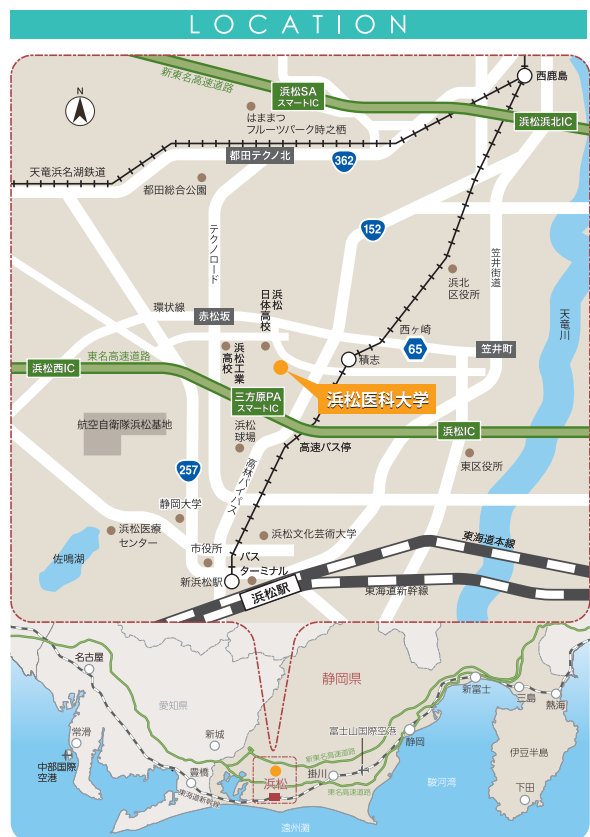 LOCATION
西鹿島
新東名高速道路
浜松SA
スマートIC
N
はままつ
フルーツパーク時之栖
浜松浜北IC
都田テクノ北
362
天竜浜名湖鉄道
都田総合公園
152
テクノロード
笠井街道
浜北
区役所
環状線
赤松坂
浜松
日体高校
天竜川
西ヶ崎
65
笠井町
浜松工業
高校
積志
東名高速道路
浜松西IC
浜松医科大学
三方原PA
スマートIC
航空自衛隊浜松基地
浜松
球場
浜松IC
高速バス停
東区役所
257
高林バイパス
静岡大学
浜松医療
センター
浜松文化芸術大学
東海道本線
佐鳴湖
市役所
バス
ターミナル
新浜松駅
浜松駅
東海道新幹線
名古屋
静岡県
新富士
三島
熱海
愛知県
常滑
新城
富士山国際空港
静岡
中部国際
空港
新東名高速道路
伊豆半島
豊橋
浜松
掛川
駿河湾
下田
東海道新幹線
東名高速道路
遠州灘